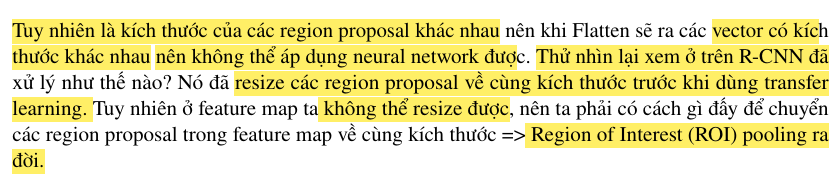 Tuy nhiên là kích thước của các region proposal khác nhau nên khi Flatten sẽ ra các vector có kích
thước khác nhau nên không thể áp dụng neural network được. Thử nhìn lại xem ở trên R-CNN đã
xử lý như thế nào? Nó đã resize các region proposal về cùng kích thước trước khi dùng transfer
learning. Tuy nhiên ở feature map ta không thể resize được, nên ta phải có cách gì đấy để chuyển
các region proposal trong feature map về cùng kích thước => Region of Interest (ROI) pooling ra
đời.